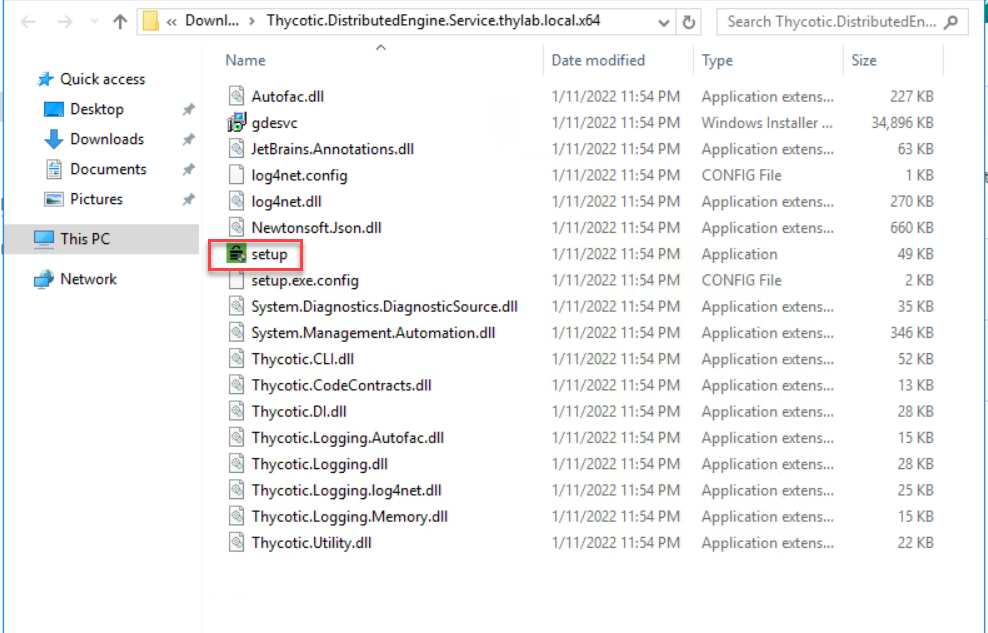 « Downl... › Thycotic.DistributedEngine.Service.thylab.local.x64
Search Thycotic.DistributedEn...
Quick access
Desktop
Downloads
Documents
Pictures
This PC
Network
Name Date modified Type Size
Autofac.dll 1/11/2022 11:54 PM Application extens... 227 KB
gdesvc 1/11/2022 11:54 PM Windows Installer ... 34,896 KB
JetBrains.Annotations.dll 1/11/2022 11:54 PM Application extens... 63 KB
log4net.config 1/11/2022 11:54 PM CONFIG File 1 KB
log4net.dll 1/11/2022 11:54 PM Application extens... 270 KB
Newtonsoft.Json.dll 1/11/2022 11:54 PM Application extens... 660 KB
setup 1/11/2022 11:54 PM Application 49 KB
setup.exe.config 1/11/2022 11:54 PM CONFIG File 2 KB
System.Diagnostics.DiagnosticSource.dll 1/11/2022 11:54 PM Application extens... 35 KB
System.Management.Automation.dll 1/11/2022 11:54 PM Application extens... 346 KB
Thycotic.CLI.dll 1/11/2022 11:54 PM Application extens... 52 KB
Thycotic.CodeContracts.dll 1/11/2022 11:54 PM Application extens... 13 KB
Thycotic.DI.dll 1/11/2022 11:54 PM Application extens... 28 KB
Thycotic.Logging.Autofac.dll 1/11/2022 11:54 PM Application extens... 15 KB
Thycotic.Logging.dll 1/11/2022 11:54 PM Application extens... 28 KB
Thycotic.Logging.log4net.dll 1/11/2022 11:54 PM Application extens... 25 KB
Thycotic.Logging.Memory.dll 1/11/2022 11:54 PM Application extens... 15 KB
Thycotic.Utility.dll 1/11/2022 11:54 PM Application extens... 22 KB